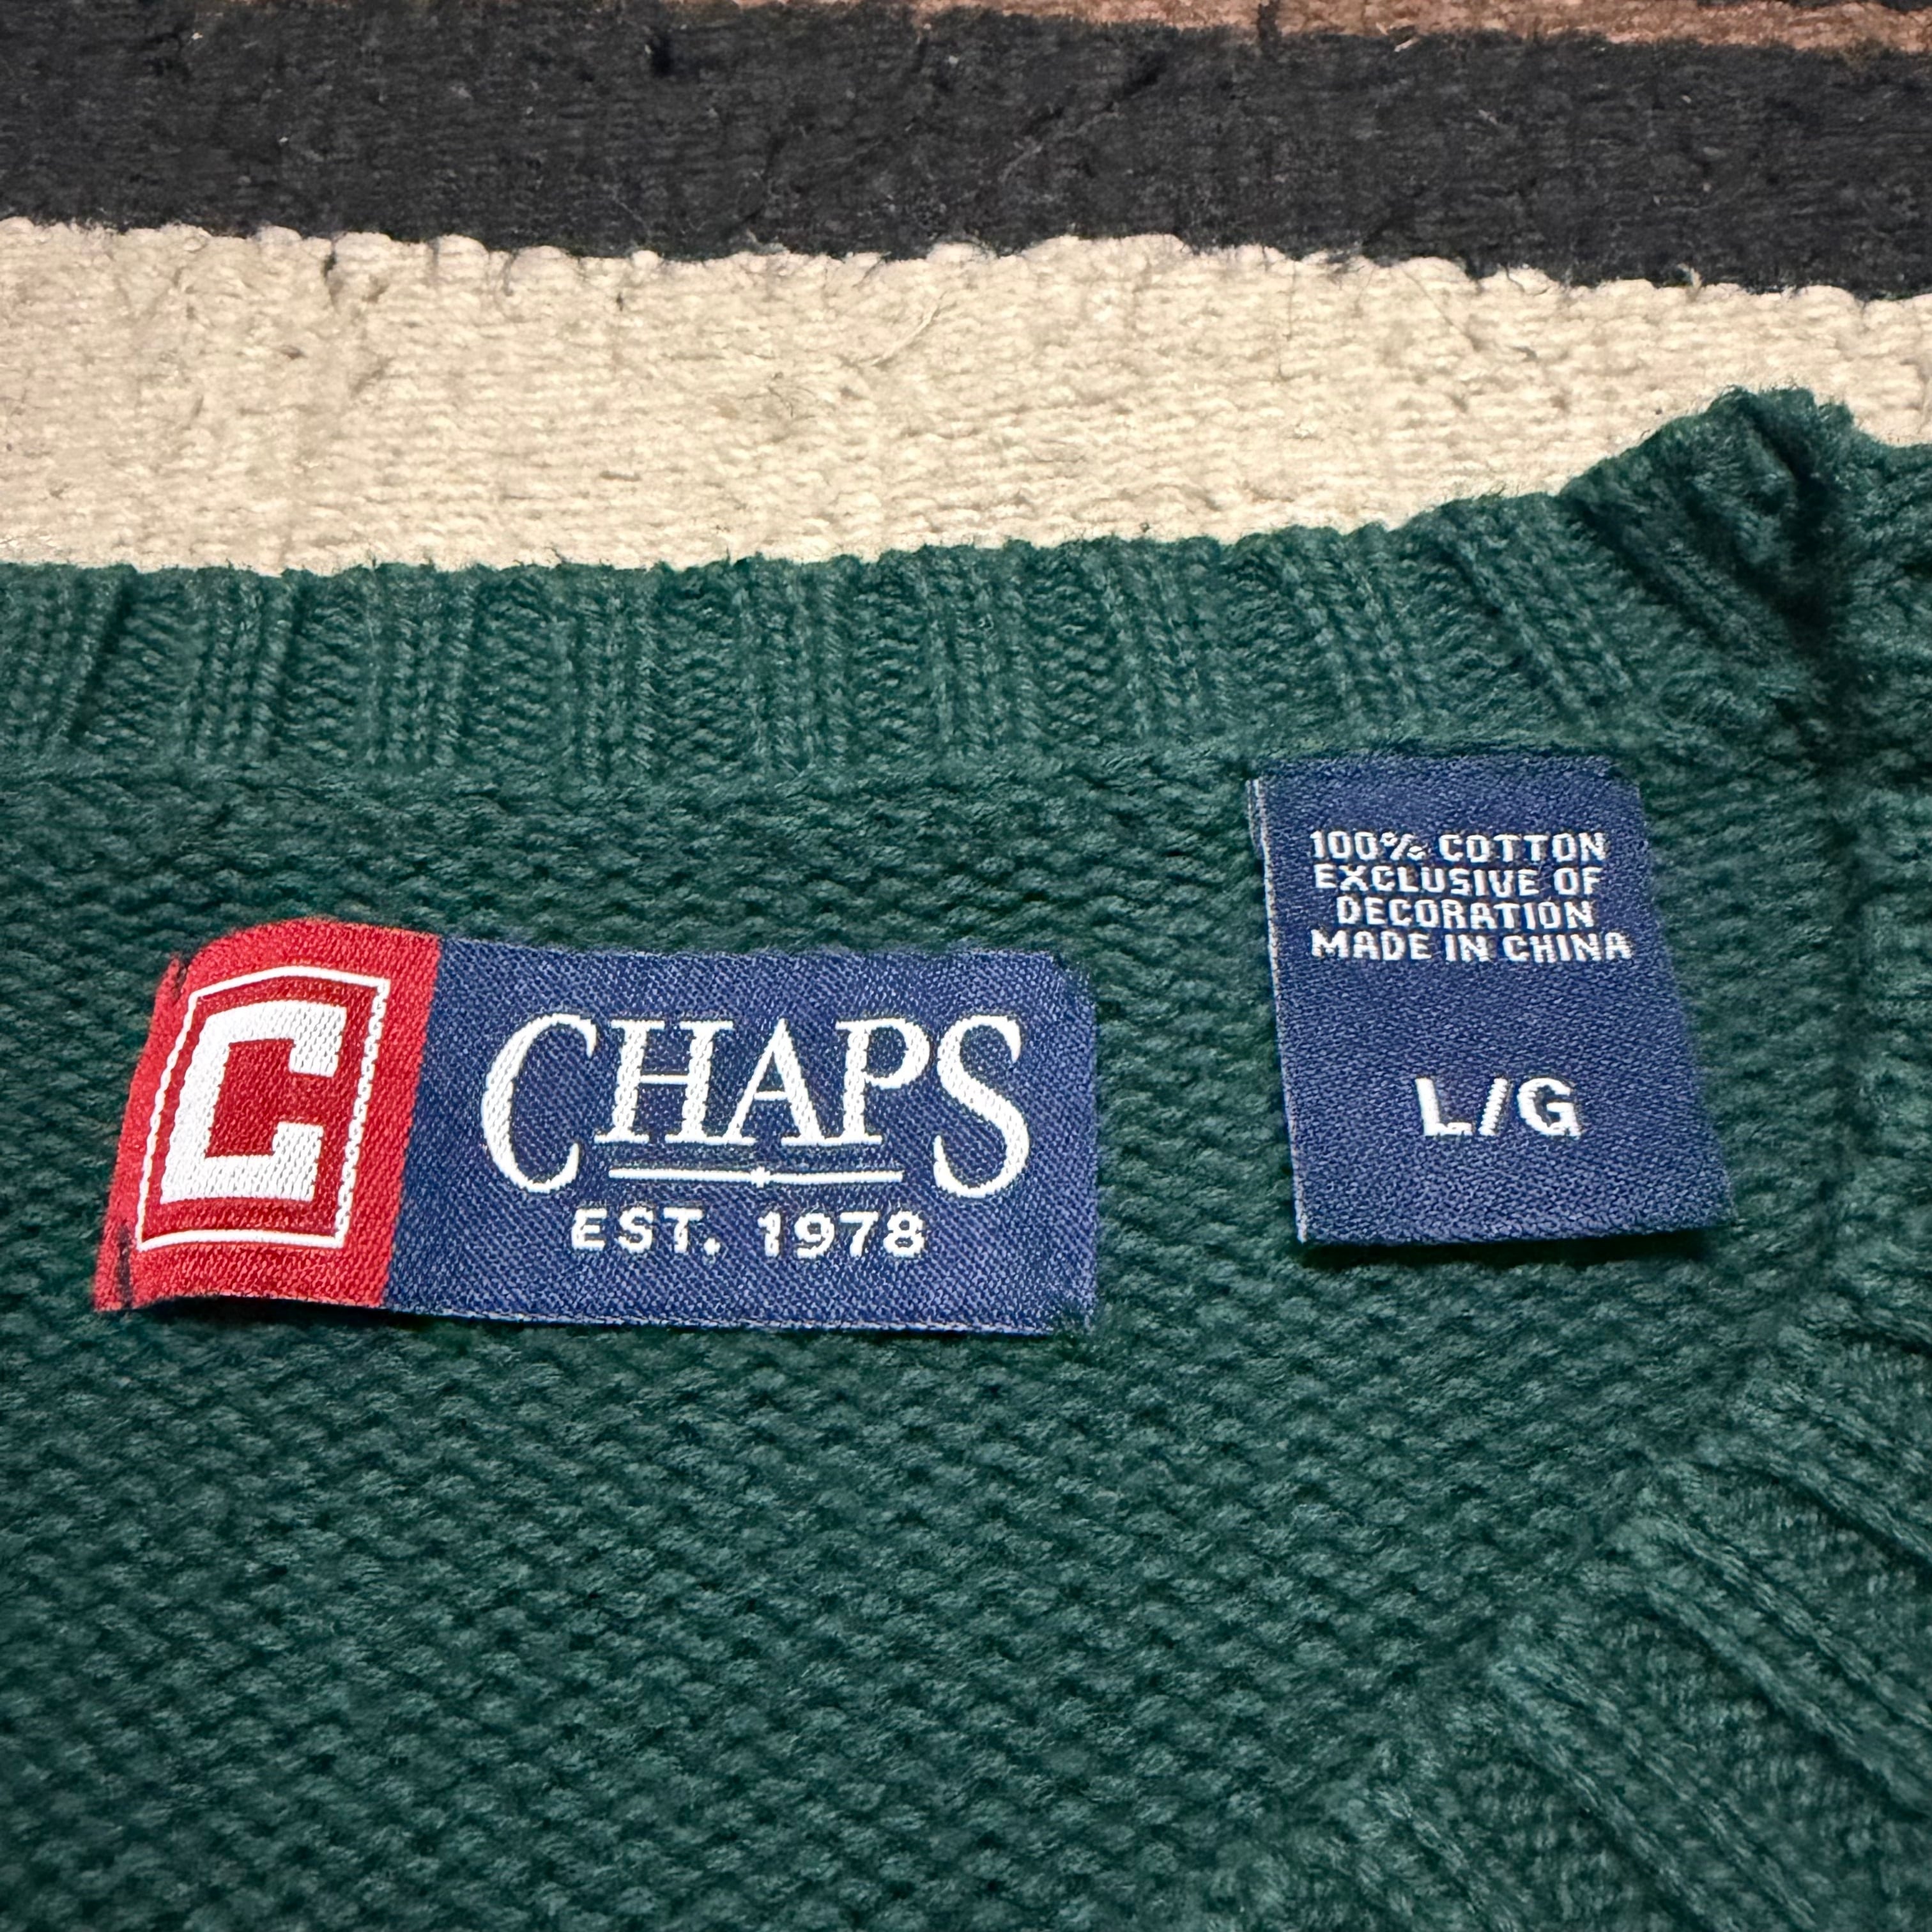 C
CHAPS
EST. 1978
100% COTTON
EXCLUSIVE OF
DECORATION
MADE IN CHINA
L/G